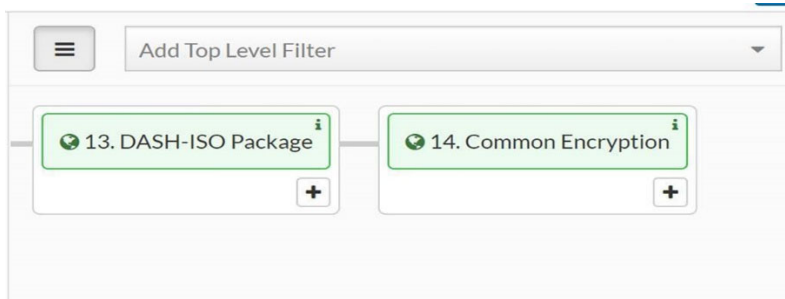 Add Top Level Filter
13. DASH-ISO Package
14. Common Encryption